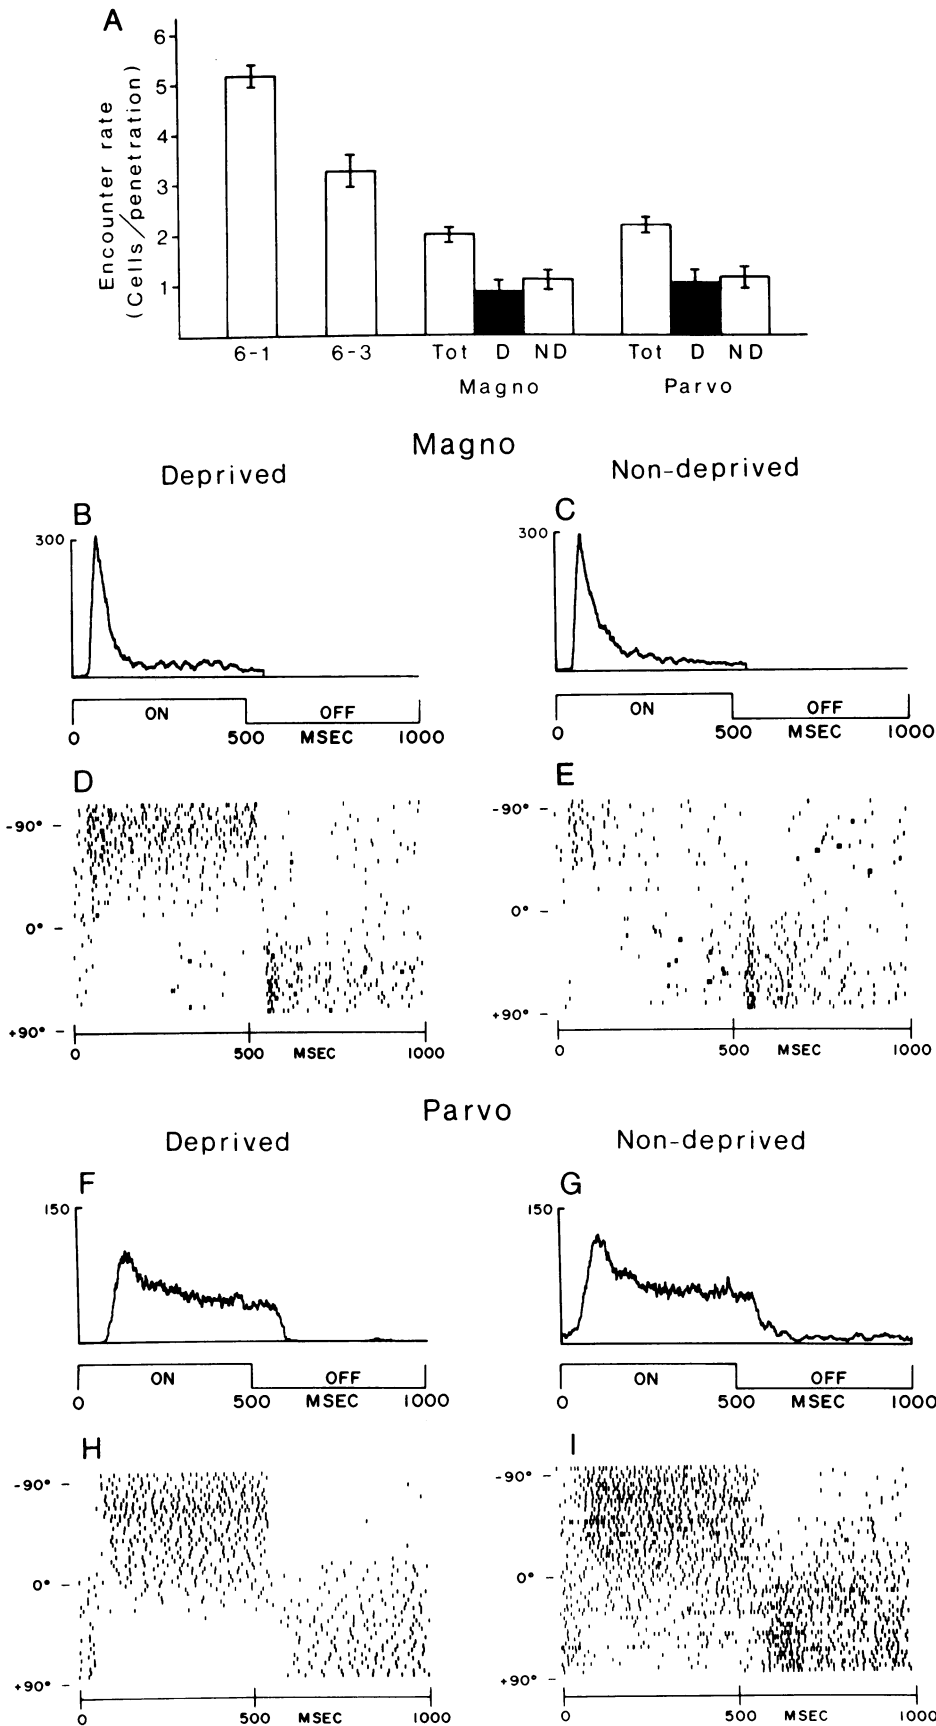 A
Encounter rate
(Cells/penetration)
6
5
4
3
2
1
6-1 6-3 Tot D ND Tot D ND
Magno Parvo
Magno
Deprived Non-deprived
B C
300 300
ON OFF ON OFF
0 500 MSEC 1000 0 500 MSEC 1000
D E
-90° -90°
0° 0°
+90° +90°
0 500 MSEC 1000 0 500 MSEC 1000
Parvo
Deprived Non-deprived
F G
150 150
ON OFF ON OFF
0 500 MSEC 1000 0 500 MSEC 1000
H I
-90° -90°
0° 0°
+90° +90°
0 500 MSEC 1000 0 500 MSEC 1000